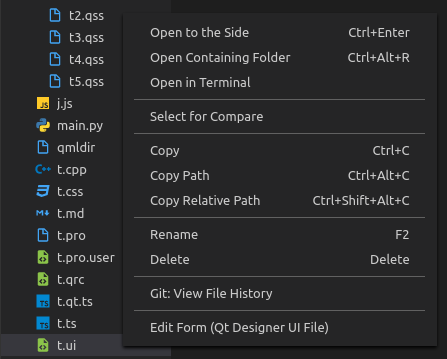 t2.qss
t3.qss
t4.qss
t5.qss
JS j.js
main.py
qmldir
C++ t.cpp
t.css
M↓ t.md
t.pro
t.pro.user
t.qrc
TS t.qt.ts
TS t.ts
t.ui
Open to the Side Ctrl+Enter
Open Containing Folder Ctrl+Alt+R
Open in Terminal
Select for Compare
Copy Ctrl+C
Copy Path Ctrl+Alt+C
Copy Relative Path Ctrl+Shift+Alt+C
Rename F2
Delete Delete
Git: View File History
Edit Form (Qt Designer UI File)